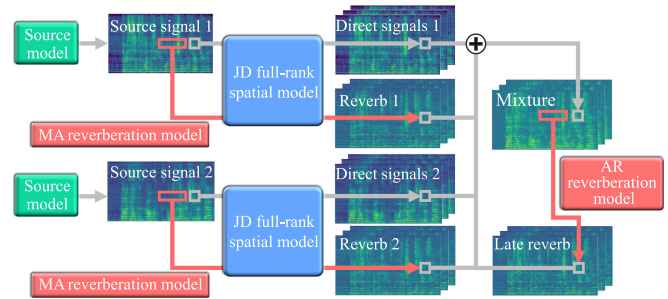 Source
model
Source signal 1
JD full-rank
spatial model
Direct signals 1
Reverb 1
MA reverberation model
Mixture
AR
reverberation
model
Source
model
Source signal 2
JD full-rank
spatial model
Direct signals 2
Reverb 2
MA reverberation model
Late reverb